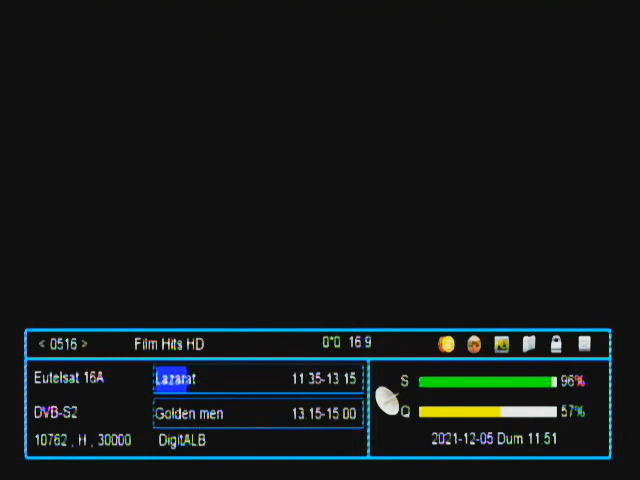 < 0516 > Film Hits HD 0*0 16:9
Eutelsat 16A Lazarat 11:35-13:15 S 96%
DVB-S2 Golden men 13:15-15:00 Q 57%
10762 , H , 30000 DigitALB 2021-12-05 Dum 11:51